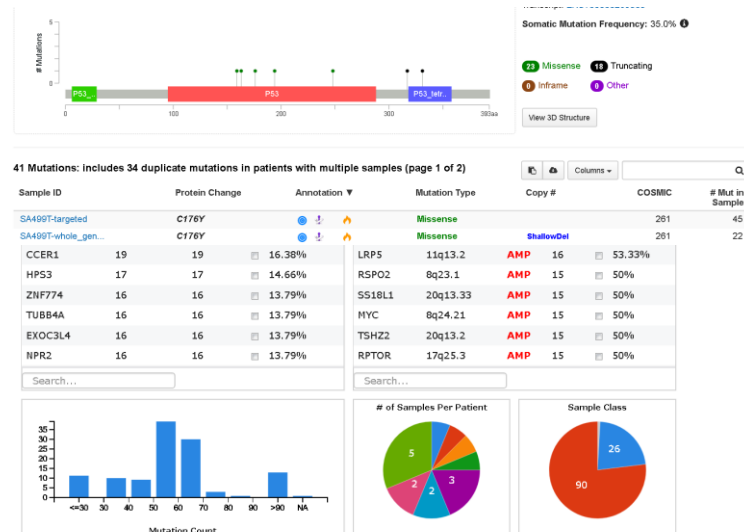 Somatic Mutation Frequency: 35.0%
5
# Mutations
0
23 Missense 18 Truncating
0 Inframe 0 Other
P53_... P53 P53_tetr...
0 100 200 300 393aa
View 3D Structure
41 Mutations: includes 34 duplicate mutations in patients with multiple samples (page 1 of 2)
Columns
Sample ID Protein Change Annotation ▼ Mutation Type Copy # COSMIC # Mut in Sample
SA499T-targeted C176Y Missense 261 45
SA499T-whole_gen... C176Y Missense ShallowDel 261 22
CCER1 19 19 16.38% LRP5 11q13.2 AMP 16 53.33%
HPS3 17 17 14.66% RSPO2 8q23.1 AMP 15 50%
ZNF774 16 16 13.79% SS18L1 20q13.33 AMP 15 50%
TUBB4A 16 16 13.79% MYC 8q24.21 AMP 15 50%
EXOC3L4 16 16 13.79% TSHZ2 20q13.2 AMP 15 50%
NPR2 16 16 13.79% RPTOR 17q25.3 AMP 15 50%
Search... Search...
# of Samples Per Patient Sample Class
35
30
25
20
15
10
5
0
<=30 30 40 50 60 70 80 90 >90 NA
Mutation Count
5
3
2
2
26
90